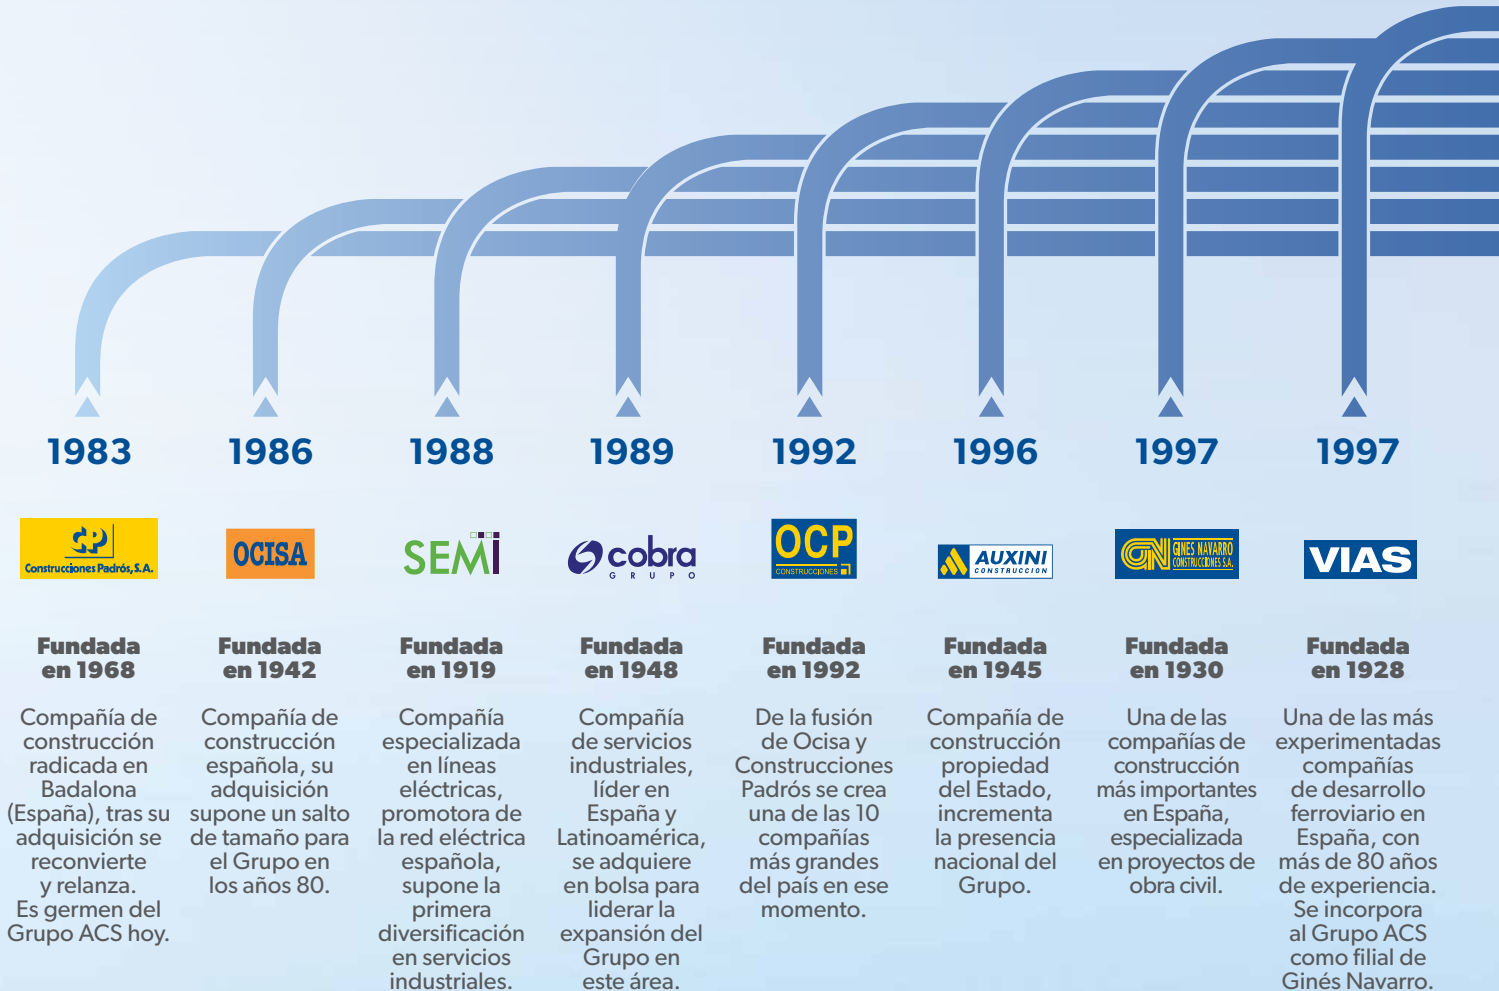 1983
Construcciones Padrós, S.A.
Fundada
en 1968
Compañía de
construcción
radicada en
Badalona
(España), tras su
adquisición se
reconvierte
y relanza.
Es germen del
Grupo ACS hoy.
1986
OCISA
Fundada
en 1942
Compañía de
construcción
española, su
adquisición
supone un salto
de tamaño para
el Grupo en
los años 80.
1988
SEMI
Fundada
en 1919
Compañía
especializada
en líneas
eléctricas,
promotora de
la red eléctrica
española,
supone la
primera
diversificación
en servicios
industriales.
1989
cobra
GRUPO
Fundada
en 1948
Compañía
de servicios
industriales,
líder en
España y
Latinoamérica,
se adquiere
en bolsa para
liderar la
expansión del
Grupo en
este área.
1992
OCP
CONSTRUCCIONES
Fundada
en 1992
De la fusión
de Ocisa y
Construcciones
Padrós se crea
una de las 10
compañías
más grandes
del país en ese
momento.
1996
AUXINI
CONSTRUCCION
Fundada
en 1945
Compañía de
construcción
propiedad
del Estado,
incrementa
la presencia
nacional del
Grupo.
1997
GINES NAVARRO
CONSTRUCCIONES S.A.
Fundada
en 1930
Una de las
compañías de
construcción
más importantes
en España,
especializada
en proyectos de
obra civil.
1997
VIAS
Fundada
en 1928
Una de las más
experimentadas
compañías
de desarrollo
ferroviario en
España, con
más de 80 años
de experiencia.
Se incorpora
al Grupo ACS
como filial de
Ginés Navarro.